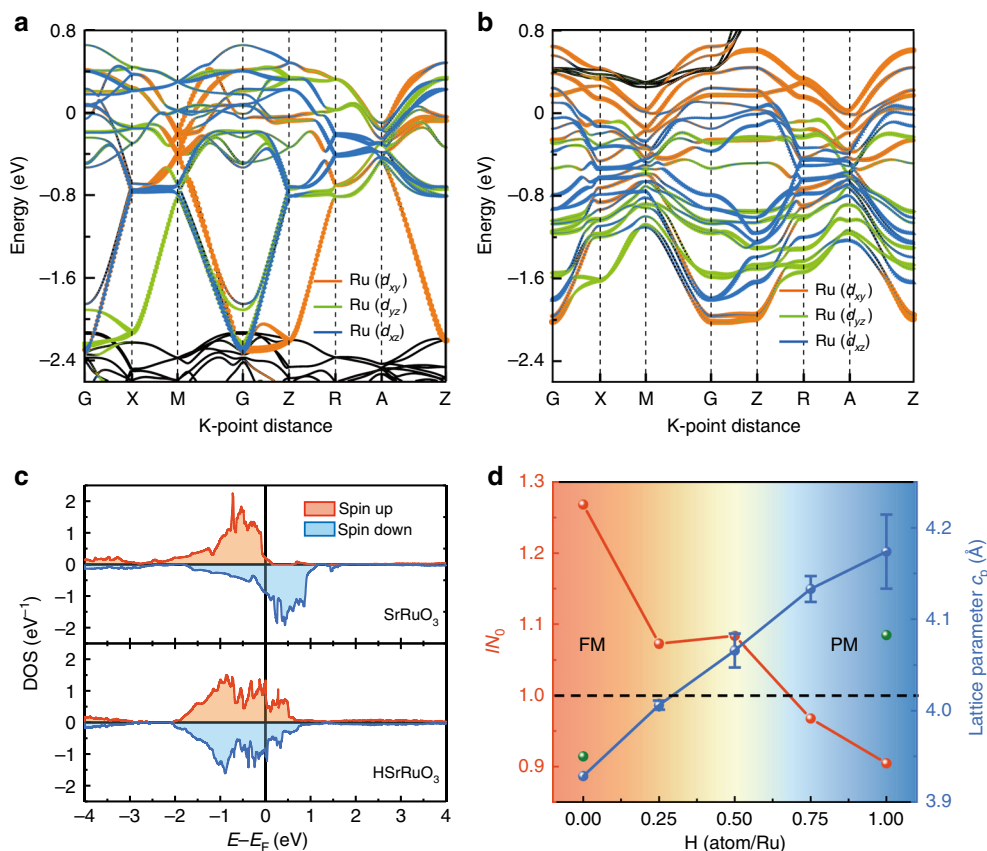 a
0.8
0
−0.8
−1.6
−2.4
Energy (eV)
Ru (dxy)
Ru (dyz)
Ru (dxz)
G X M G Z R A Z
K-point distance
b
0.8
0
−0.8
−1.6
−2.4
Energy (eV)
Ru (dxy)
Ru (dyz)
Ru (dxz)
G X M G Z R A Z
K-point distance
c
DOS (eV−1)
2
1
0
−1
−2
Spin up
Spin down
SrRuO3
2
1
0
−1
−2
HSrRuO3
−4 −3 −2 −1 0 1 2 3 4
E–EF (eV)
d
1.3
1.2
1.1
1.0
0.9
IN0
FM
PM
4.2
4.1
4.0
3.9
Lattice parameter cp (Å)
0.00 0.25 0.50 0.75 1.00
H (atom/Ru)